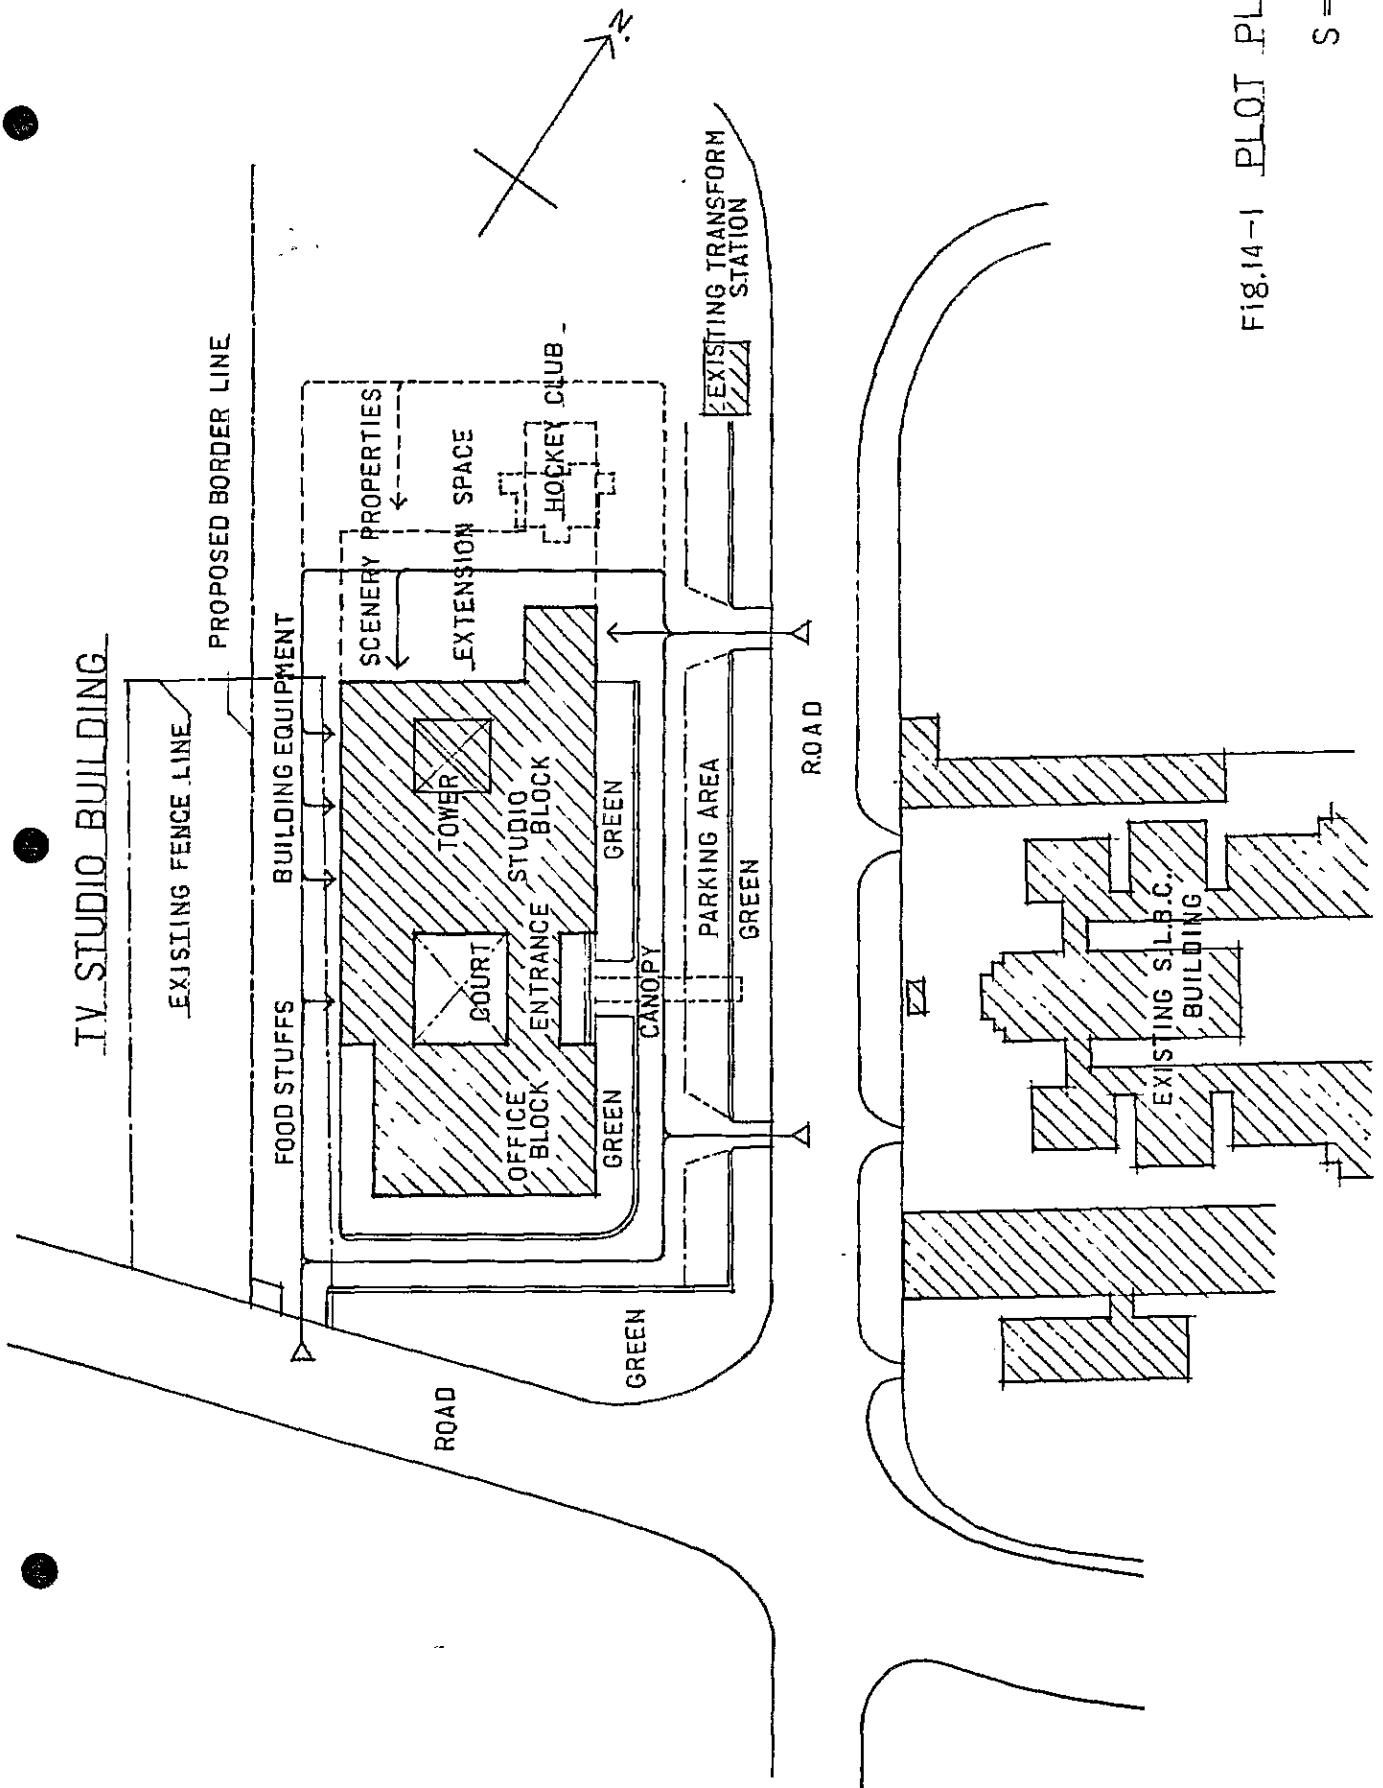 TV STUDIO BUILDING
EXISTING FENCE LINE
PROPOSED BORDER LINE
FOOD STUFFS
BUILDING EQUIPMENT
SCENERY PROPERTIES
EXTENSION SPACE
HOCKEY CLUB
N.
TOWER
COURT
OFFICE
BLOCK
ENTRANCE
STUDIO
BLOCK
GREEN
GREEN
CANOPY
PARKING AREA
GREEN
EXISTING TRANSFORM
STATION
GREEN
ROAD
ROAD
EXISTING S.L.B.C.
BUILDING
Fig.14-1 PLOT PL
S =